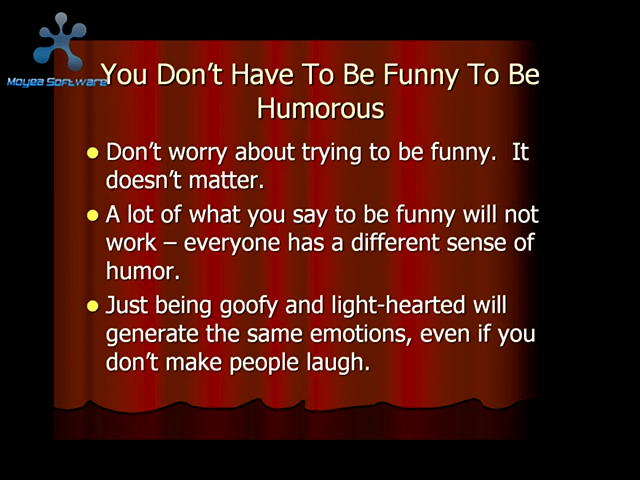 Moyea Software
You Don't Have To Be Funny To Be
Humorous
Don't worry about trying to be funny.  It
doesn't matter.
A lot of what you say to be funny will not
work – everyone has a different sense of
humor.
Just being goofy and light-hearted will
generate the same emotions, even if you
don't make people laugh.